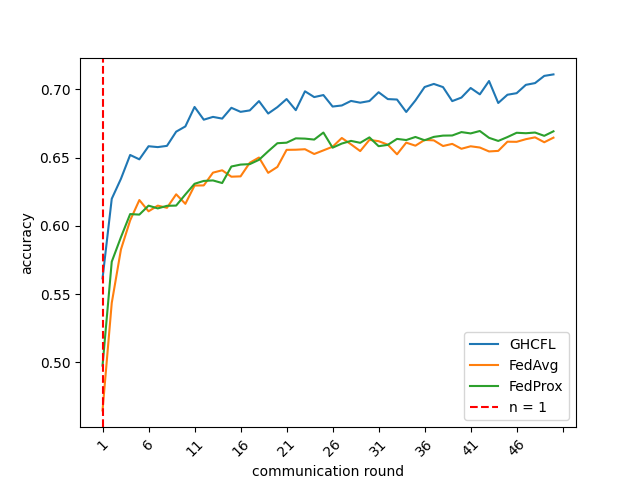 0.70
0.65
0.60
0.55
0.50
accuracy
GHCFL
FedAvg
FedProx
n = 1
1
6
11
16
21
26
31
36
41
46
communication round